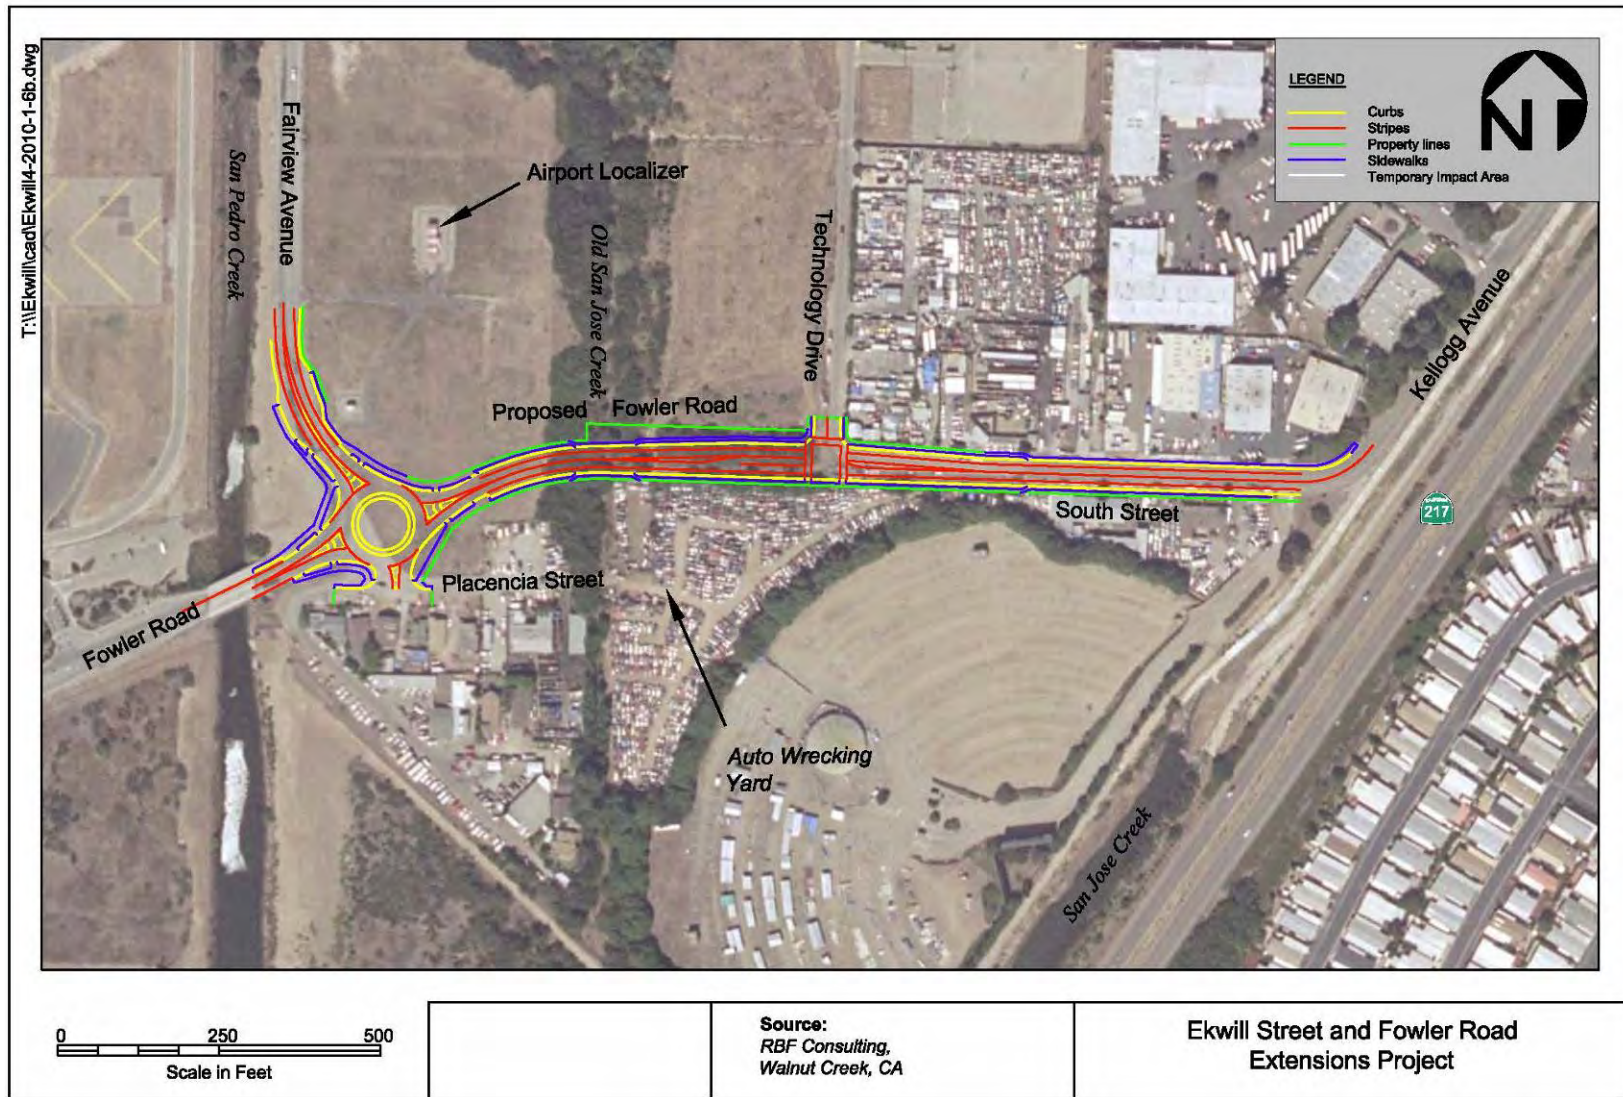 T:\\Ekwill\cad\Ekwill4-2010-1-6b.dwg
LEGEND
Curbs
Stripes
Property lines
Sidewalks
Temporary Impact Area
N
Fairview Avenue
San Pedro Creek
Airport Localizer
Old San Jose Creek
Technology Drive
Kellogg Avenue
Proposed Fowler Road
South Street
217
Placencia Street
Fowler Road
Auto Wrecking
Yard
San Jose Creek
0 250 500
Scale in Feet
Source:
RBF Consulting,
Walnut Creek, CA
Ekwill Street and Fowler Road
Extensions Project